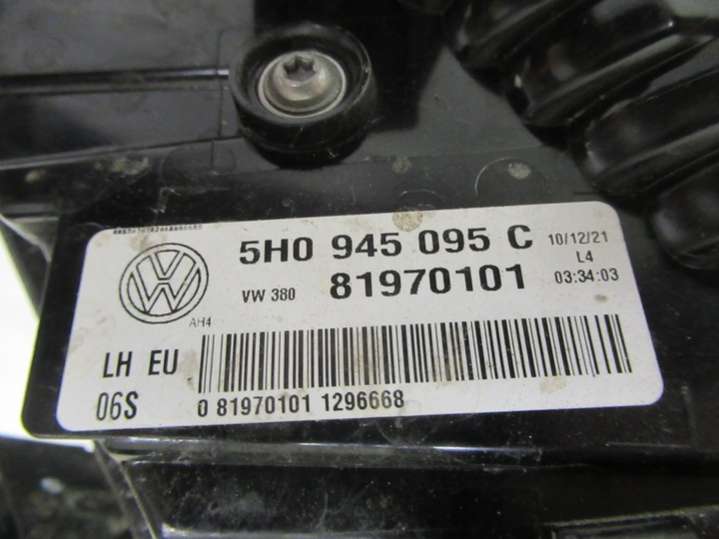 5H0 945 095 C 10/12/21
L4
VW 380 81970101 03:34:03
AH4
LH EU
06S 0 81970101 1296668